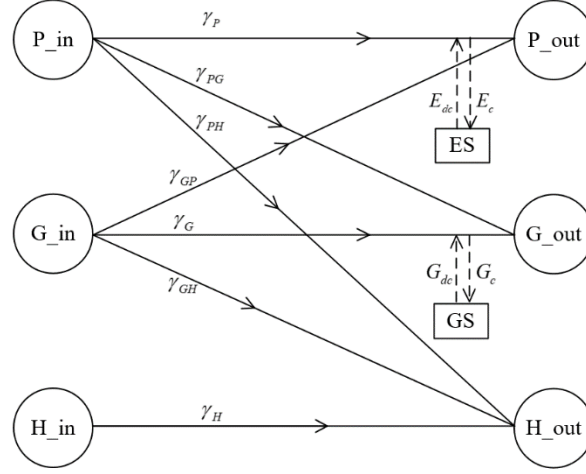 P_in
γ_P
P_out
γ_PG
E_dc
E_c
γ_PH
ES
γ_GP
G_in
γ_G
G_out
G_dc
G_c
γ_GH
GS
H_in
γ_H
H_out